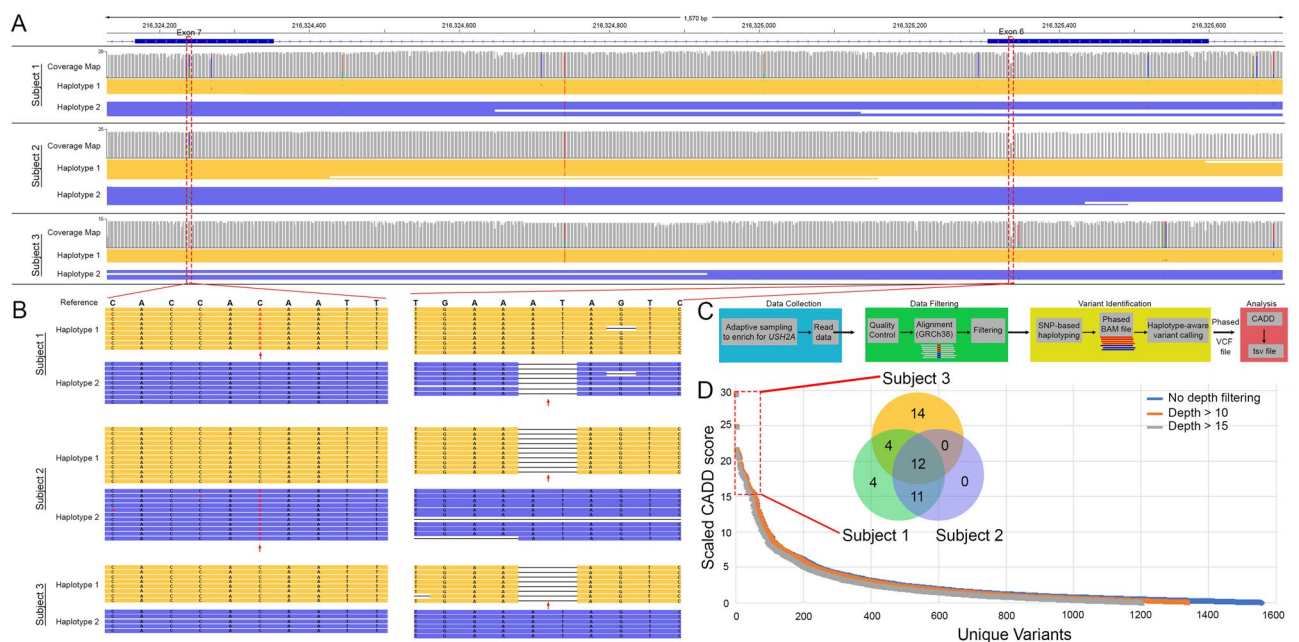 A
1,570 bp
216,324,200 216,324,400 216,324,600 216,324,800 216,325,000 216,325,200 216,325,400 216,325,600
Exon 7 Exon 6
Subject 1
20
Coverage Map
Haplotype 1
Haplotype 2
Subject 2
25
Coverage Map
Haplotype 1
Haplotype 2
Subject 3
15
Coverage Map
Haplotype 1
Haplotype 2
B
Reference C A C C A C A A T T T G A A A T A G T C
Subject 1
Haplotype 1
Haplotype 2
Subject 2
Haplotype 1
Haplotype 2
Subject 3
Haplotype 1
Haplotype 2
C
Data Collection Data Filtering Variant Identification Analysis
Adaptive sampling to enrich for USH2A
Read data
Quality Control
Alignment (GRCh38)
Filtering
SNP-based haplotyping
Phased BAM file
Haplotype-aware variant calling
Phased VCF file
CADD
tsv file
D
Subject 3
14
4 0
12
4 0
11
Subject 1 Subject 2
No depth filtering
Depth > 10
Depth > 15
Scaled CADD score
30
25
20
15
10
5
0
0 200 400 600 800 1000 1200 1400 1600
Unique Variants